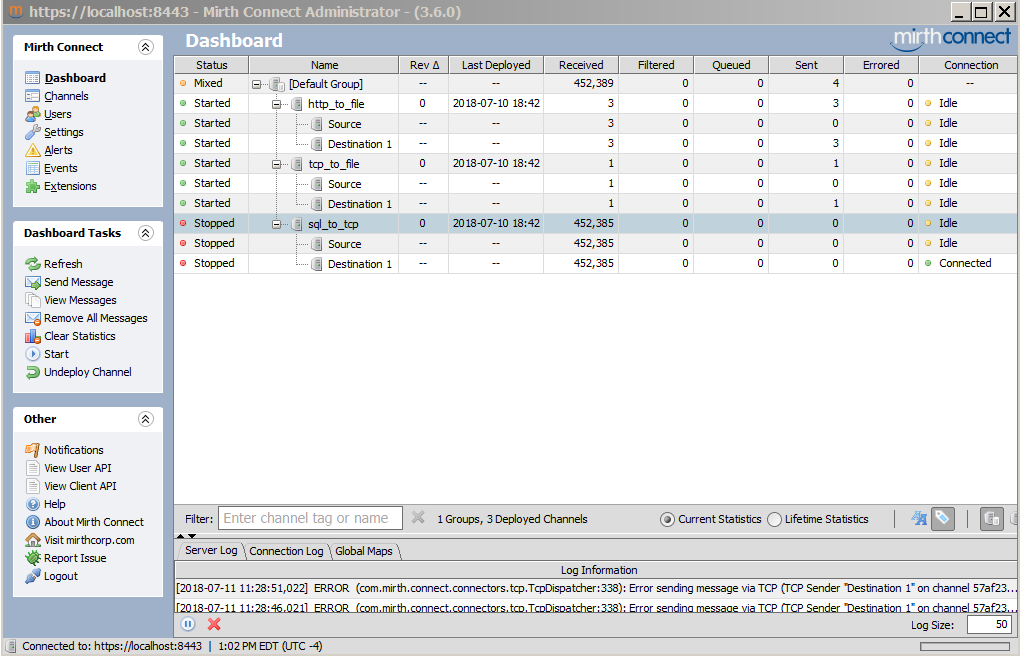 https://localhost:8443 - Mirth Connect Administrator - (3.6.0)
Mirth Connect
Dashboard
Channels
Users
Settings
Alerts
Events
Extensions
Dashboard Tasks
Refresh
Send Message
View Messages
Remove All Messages
Clear Statistics
Start
Undeploy Channel
Other
Notifications
View User API
View Client API
Help
About Mirth Connect
Visit mirthcorp.com
Report Issue
Logout
Dashboard
mirthconnect
Status Name Rev Δ Last Deployed Received Filtered Queued Sent Errored Connection
Mixed [Default Group] -- -- 452,389 0 0 4 0 --
Started http_to_file 0 2018-07-10 18:42 3 0 0 3 0 Idle
Started Source -- -- 3 0 0 0 0 Idle
Started Destination 1 -- -- 3 0 0 3 0 Idle
Started tcp_to_file 0 2018-07-10 18:42 1 0 0 1 0 Idle
Started Source -- -- 1 0 0 0 0 Idle
Started Destination 1 -- -- 1 0 0 1 0 Idle
Stopped sql_to_tcp 0 2018-07-10 18:42 452,385 0 0 0 0 Idle
Stopped Source -- -- 452,385 0 0 0 0 Idle
Stopped Destination 1 -- -- 452,385 0 0 0 0 Connected
Filter: Enter channel tag or name 1 Groups, 3 Deployed Channels Current Statistics Lifetime Statistics
Server Log Connection Log Global Maps
Log Information
[2018-07-11 11:28:51,022] ERROR (com.mirth.connect.connectors.tcp.TcpDispatcher:338): Error sending message via TCP (TCP Sender "Destination 1" on channel 57af23...
[2018-07-11 11:28:46,021] ERROR (com.mirth.connect.connectors.tcp.TcpDispatcher:338): Error sending message via TCP (TCP Sender "Destination 1" on channel 57af23...
Log Size: 50
Connected to: https://localhost:8443 | 1:02 PM EDT (UTC -4)